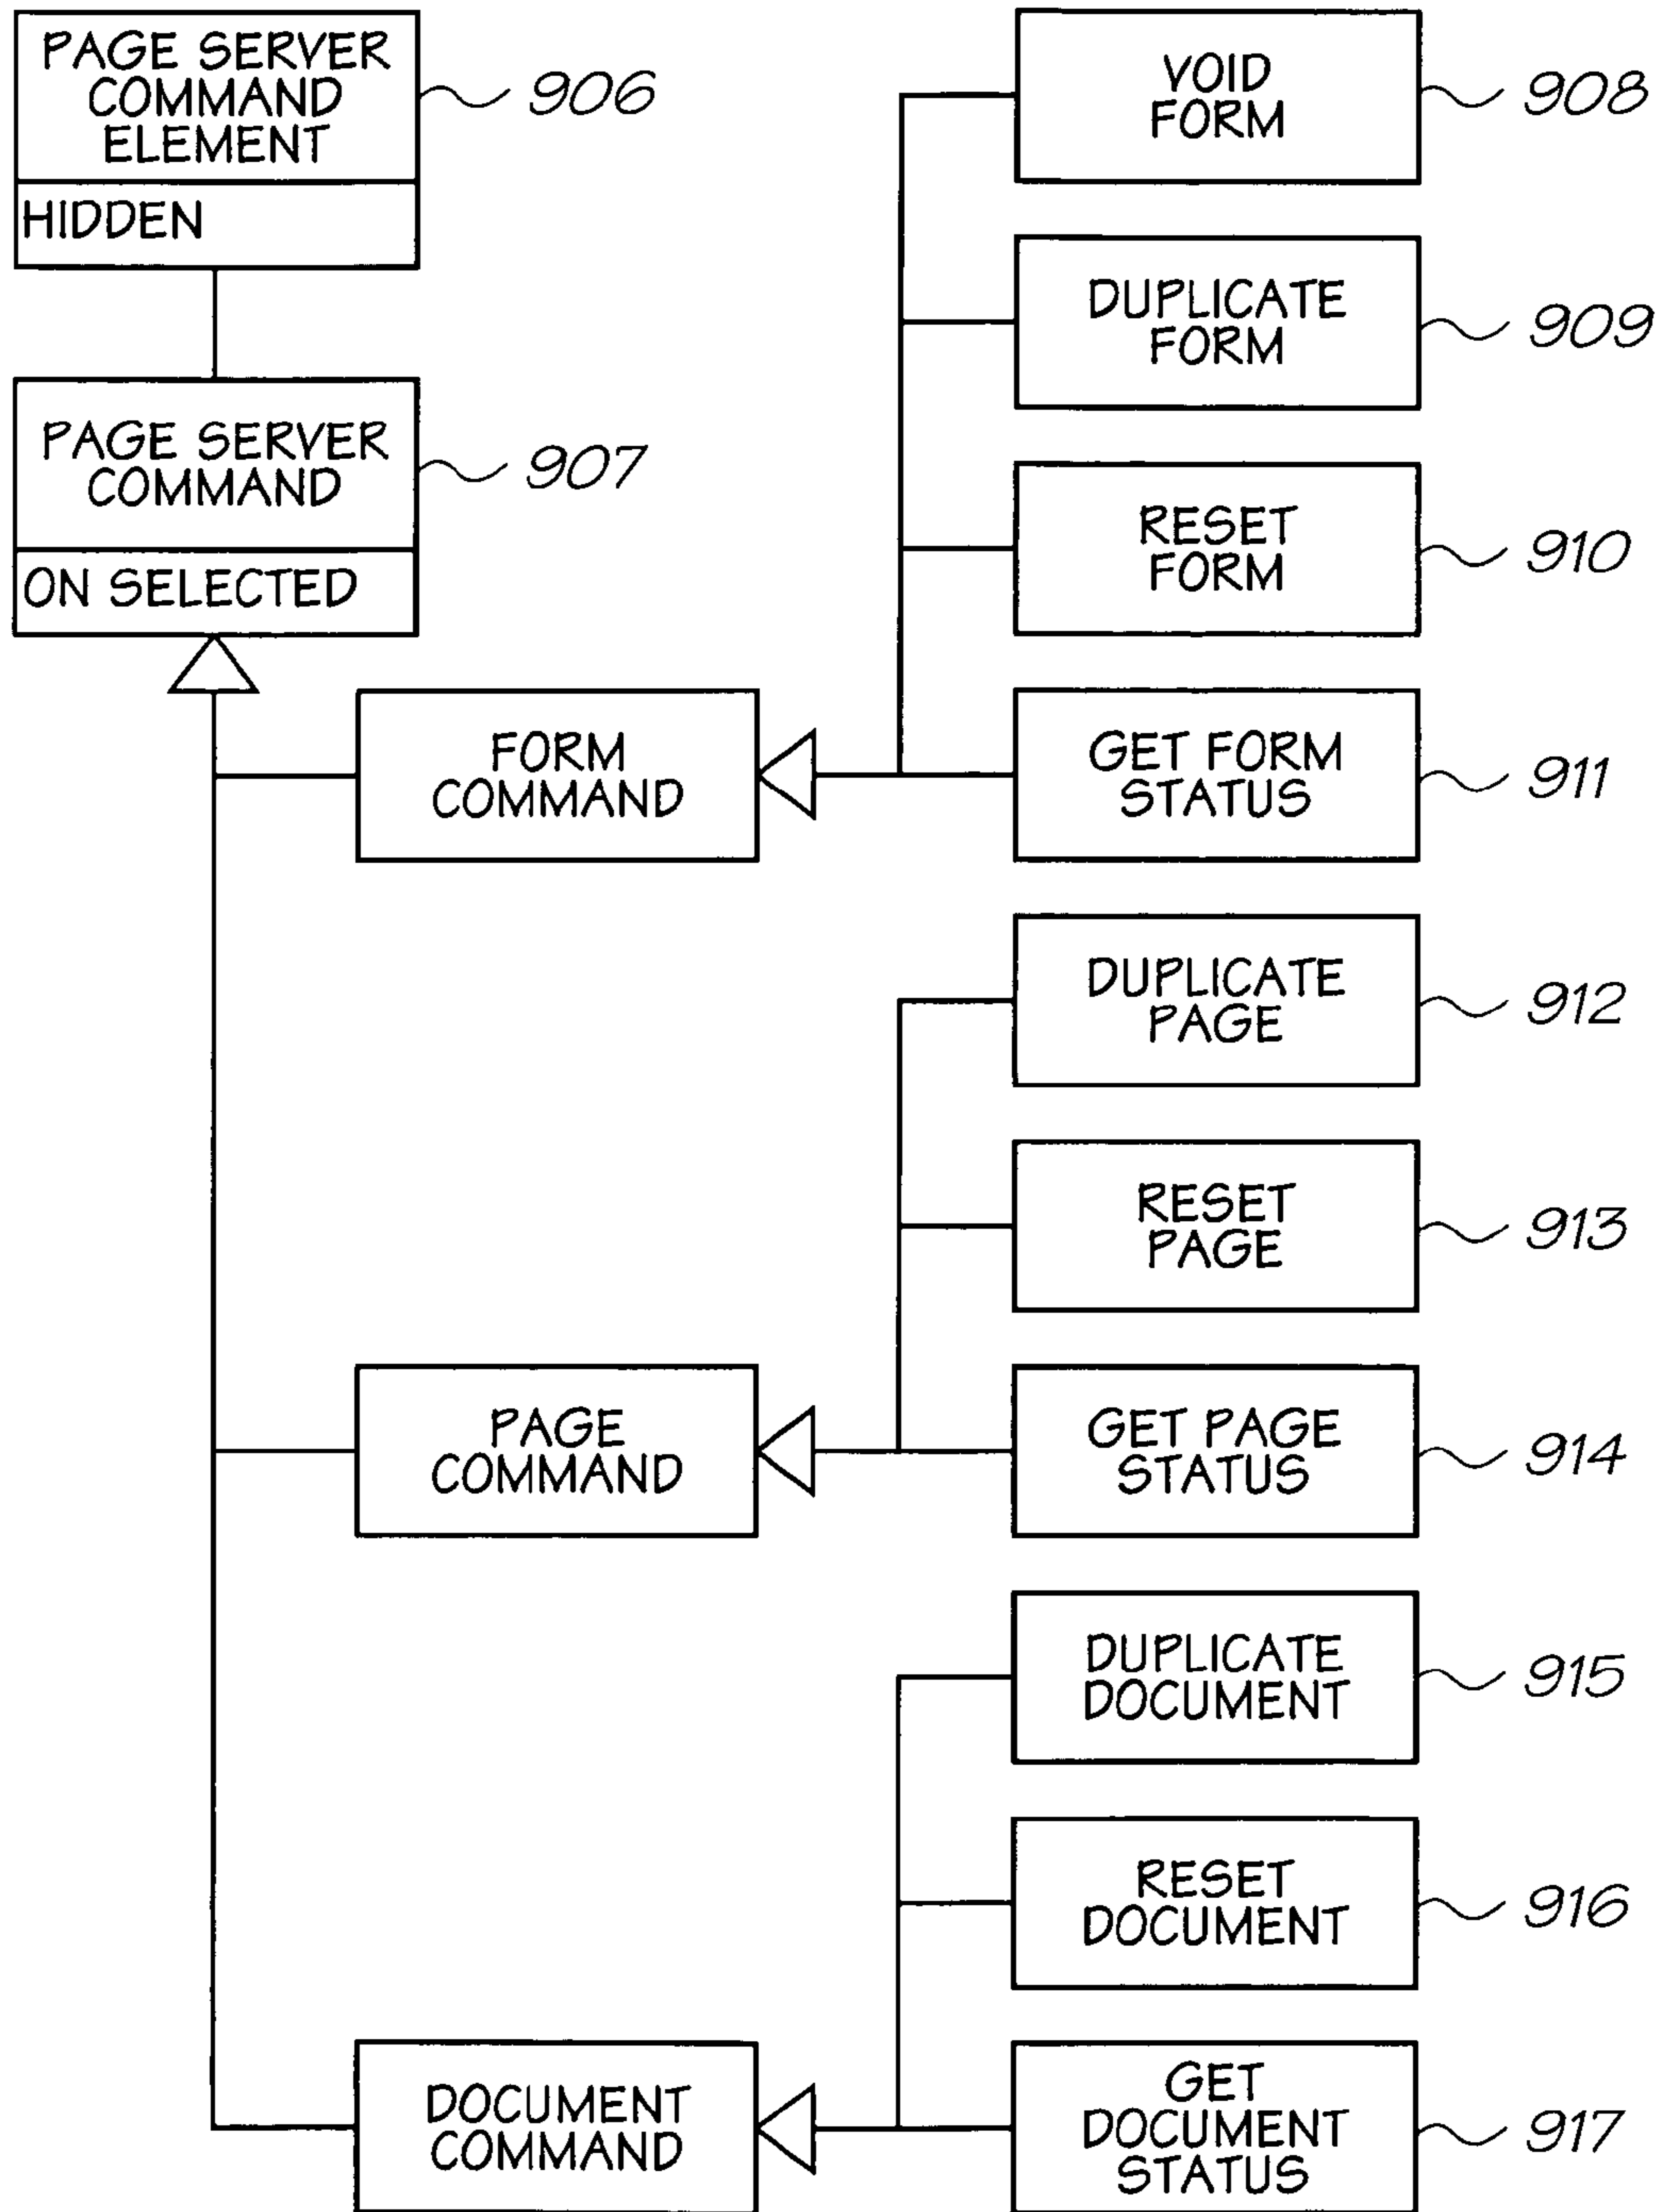 PAGE SERVER
COMMAND
ELEMENT
906
HIDDEN
PAGE SERVER
COMMAND
907
ON SELECTED
VOID
FORM
908
DUPLICATE
FORM
909
RESET
FORM
910
FORM
COMMAND
GET FORM
STATUS
911
DUPLICATE
PAGE
912
RESET
PAGE
913
PAGE
COMMAND
GET PAGE
STATUS
914
DUPLICATE
DOCUMENT
915
RESET
DOCUMENT
916
DOCUMENT
COMMAND
GET
DOCUMENT
STATUS
917